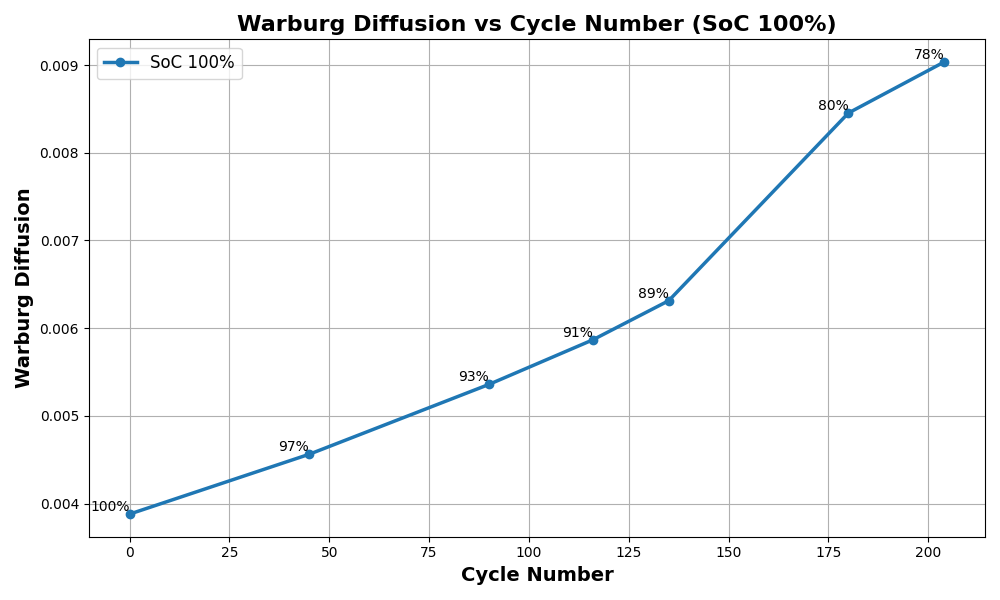 Warburg Diffusion vs Cycle Number (SoC 100%)
SoC 100%
Warburg Diffusion
0.009
0.008
0.007
0.006
0.005
0.004
100%
97%
93%
91%
89%
80%
78%
0 25 50 75 100 125 150 175 200
Cycle Number